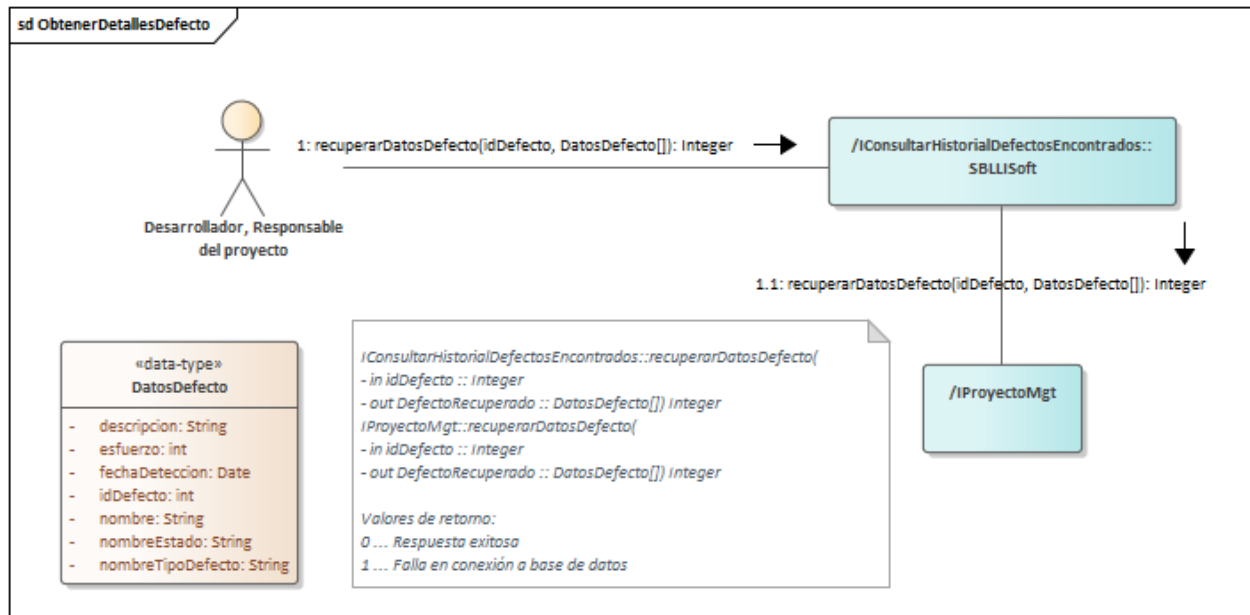 sd ObtenerDetallesDefecto
1: recuperarDatosDefecto(idDefecto, DatosDefecto[]): Integer
/IConsultarHistorialDefectosEncontrados::
SBLLISoft
Desarrollador, Responsable
del proyecto
1.1: recuperarDatosDefecto(idDefecto, DatosDefecto[]): Integer
«data-type»
DatosDefecto
- descripcion: String
- esfuerzo: int
- fechaDeteccion: Date
- idDefecto: int
- nombre: String
- nombreEstado: String
- nombreTipoDefecto: String
IConsultarHistorialDefectosEncontrados::recuperarDatosDefecto(
- in idDefecto :: Integer
- out DefectoRecuperado :: DatosDefecto[]) Integer
IProyectoMgt::recuperarDatosDefecto(
- in idDefecto :: Integer
- out DefectoRecuperado :: DatosDefecto[]) Integer
Valores de retorno:
0 ... Respuesta exitosa
1 ... Falla en conexión a base de datos
/IProyectoMgt